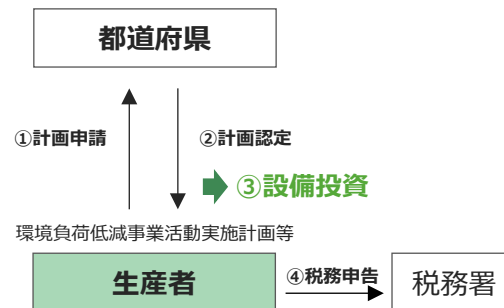 都道府県
①計画申請
②計画認定
③設備投資
環境負荷低減事業活動実施計画等
生産者
④税務申告
税務署